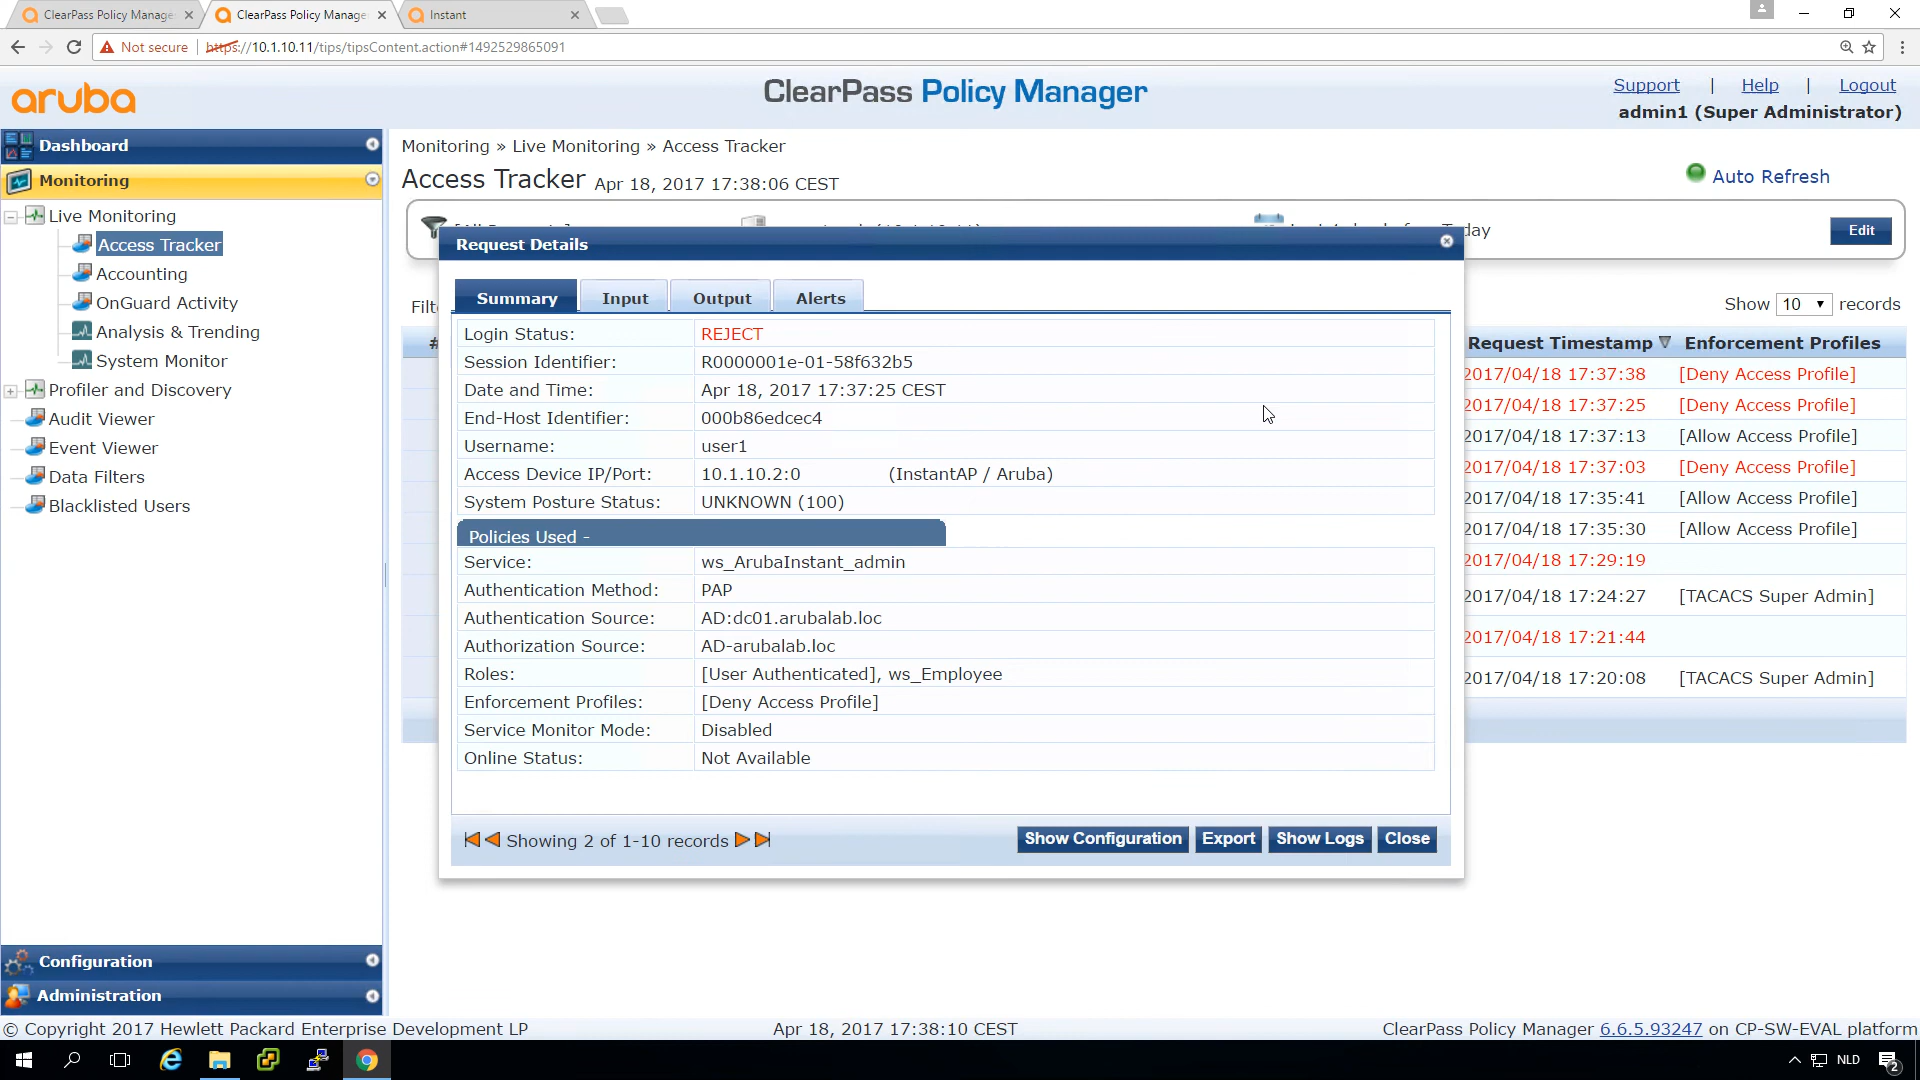 ClearPass Policy Manage
ClearPass Policy Manage
Instant
Not secure
https://10.1.10.11/tips/tipsContent.action#1492529865091
aruba
ClearPass Policy Manager
Support | Help | Logout
admin1 (Super Administrator)
Dashboard
Monitoring
Live Monitoring
Access Tracker
Accounting
OnGuard Activity
Analysis & Trending
System Monitor
Profiler and Discovery
Audit Viewer
Event Viewer
Data Filters
Blacklisted Users
Configuration
Administration
Monitoring » Live Monitoring » Access Tracker
Access Tracker Apr 18, 2017 17:38:06 CEST
Auto Refresh
Edit
Show 10 records
#
Request Timestamp Enforcement Profiles
2017/04/18 17:37:38 [Deny Access Profile]
2017/04/18 17:37:25 [Deny Access Profile]
2017/04/18 17:37:13 [Allow Access Profile]
2017/04/18 17:37:03 [Deny Access Profile]
2017/04/18 17:35:41 [Allow Access Profile]
2017/04/18 17:35:30 [Allow Access Profile]
2017/04/18 17:29:19
2017/04/18 17:24:27 [TACACS Super Admin]
2017/04/18 17:21:44
2017/04/18 17:20:08 [TACACS Super Admin]
Request Details
Summary Input Output Alerts
Login Status: REJECT
Session Identifier: R0000001e-01-58f632b5
Date and Time: Apr 18, 2017 17:37:25 CEST
End-Host Identifier: 000b86edcec4
Username: user1
Access Device IP/Port: 10.1.10.2:0 (InstantAP / Aruba)
System Posture Status: UNKNOWN (100)
Policies Used -
Service: ws_ArubaInstant_admin
Authentication Method: PAP
Authentication Source: AD:dc01.arubalab.loc
Authorization Source: AD-arubalab.loc
Roles: [User Authenticated], ws_Employee
Enforcement Profiles: [Deny Access Profile]
Service Monitor Mode: Disabled
Online Status: Not Available
Showing 2 of 1-10 records
Show Configuration Export Show Logs Close
© Copyright 2017 Hewlett Packard Enterprise Development LP
Apr 18, 2017 17:38:10 CEST
ClearPass Policy Manager 6.6.5.93247 on CP-SW-EVAL platform
NLD
2